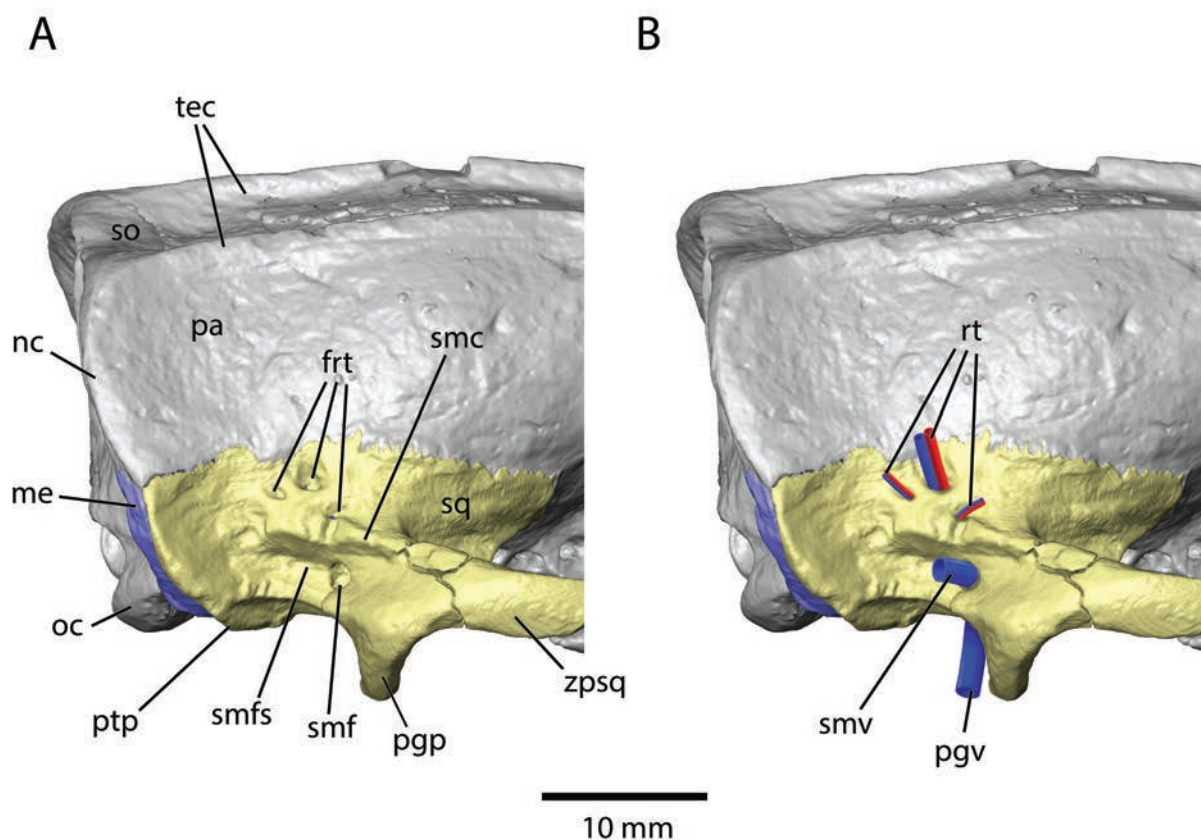 A
B
tec
so
pa
nc
frt
smc
rt
me
sq
oc
zpsq
ptp
smfs
smf
pgp
smv
pgv
10 mm